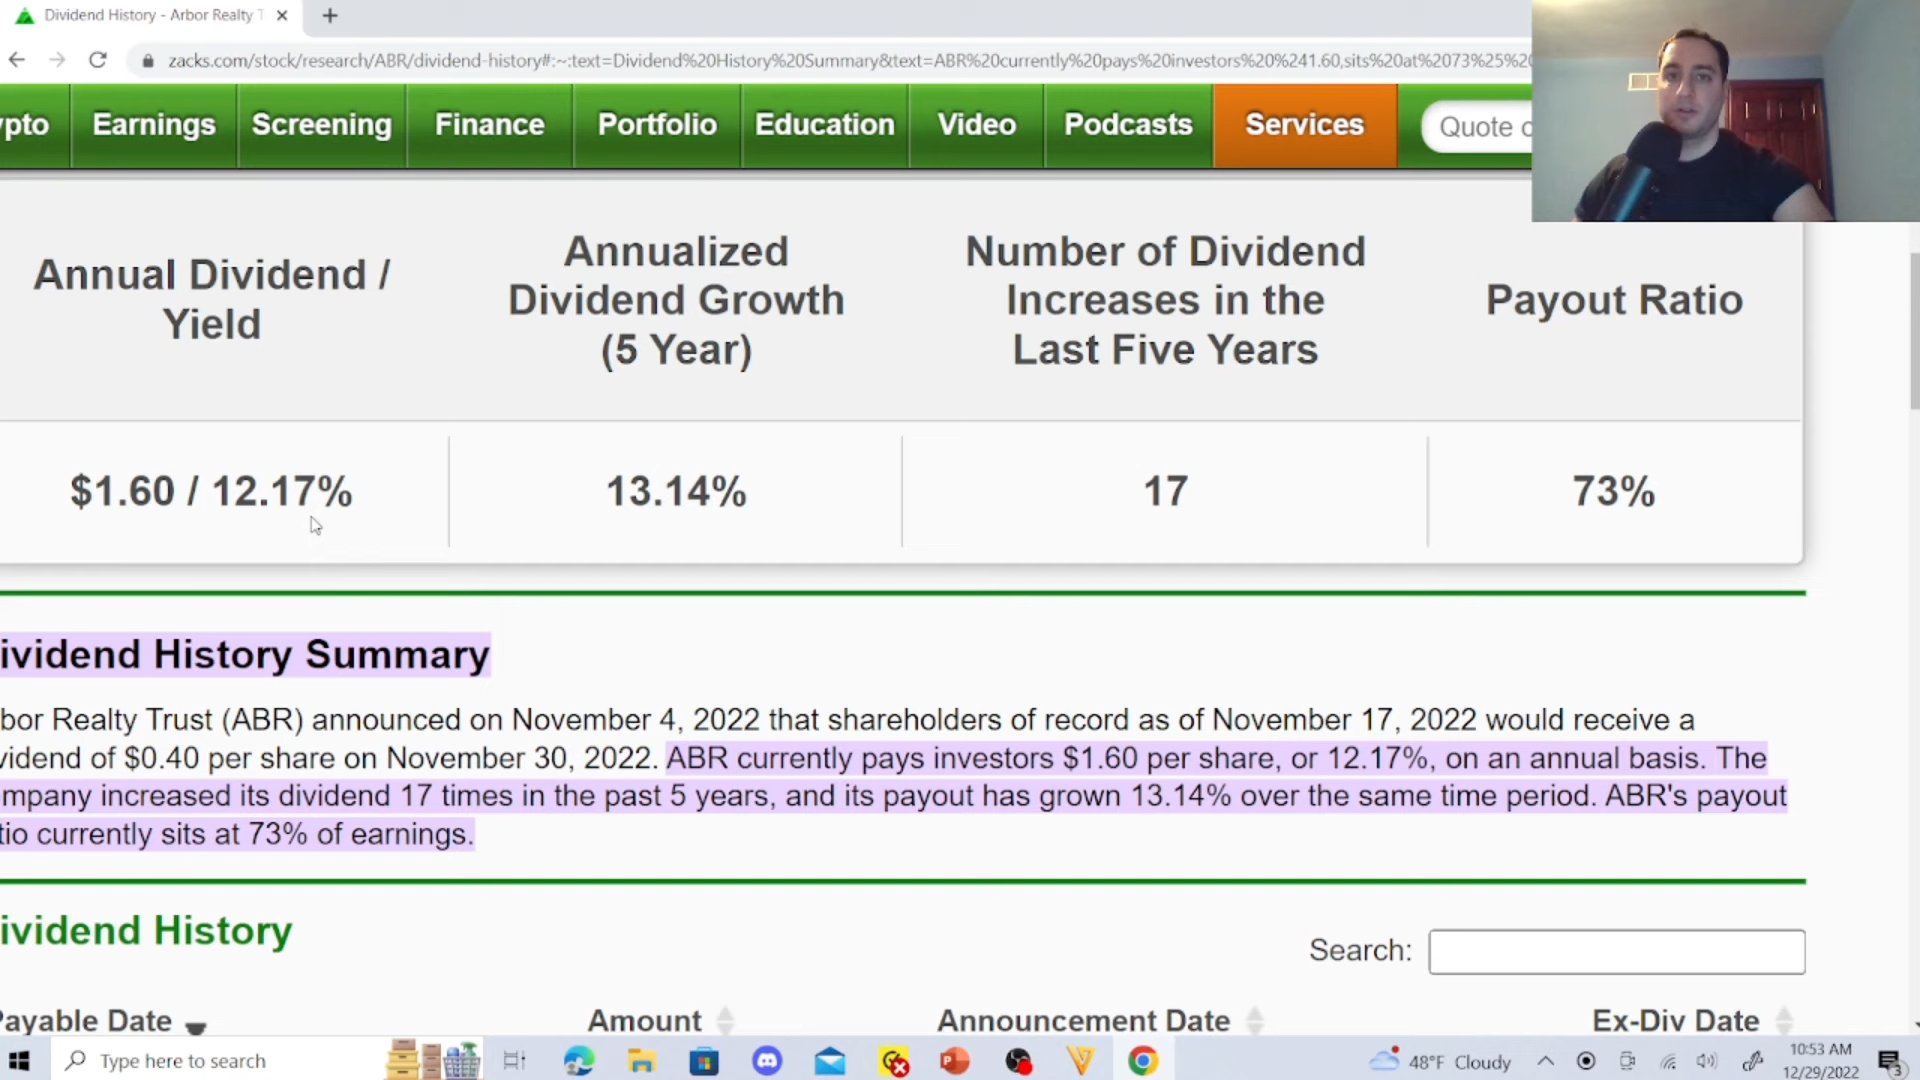 Dividend History - Arbor Realty T
zacks.com/stock/research/ABR/dividend-history#:~:text=Dividend%20History%20Summary&text=ABR%20currently%20pays%20investors%20%241.60,sits%20at%2073%25%20
ypto Earnings Screening Finance Portfolio Education Video Podcasts Services Quote o
Annual Dividend /
Yield
Annualized
Dividend Growth
(5 Year)
Number of Dividend
Increases in the
Last Five Years
Payout Ratio
$1.60 / 12.17% 13.14% 17 73%
ividend History Summary
bor Realty Trust (ABR) announced on November 4, 2022 that shareholders of record as of November 17, 2022 would receive a
vidend of $0.40 per share on November 30, 2022. ABR currently pays investors $1.60 per share, or 12.17%, on an annual basis. The
ompany increased its dividend 17 times in the past 5 years, and its payout has grown 13.14% over the same time period. ABR's payout
tio currently sits at 73% of earnings.
ividend History
Search:
Payable Date Amount Announcement Date Ex-Div Date
Type here to search
48°F Cloudy
10:53 AM
12/29/2022
3